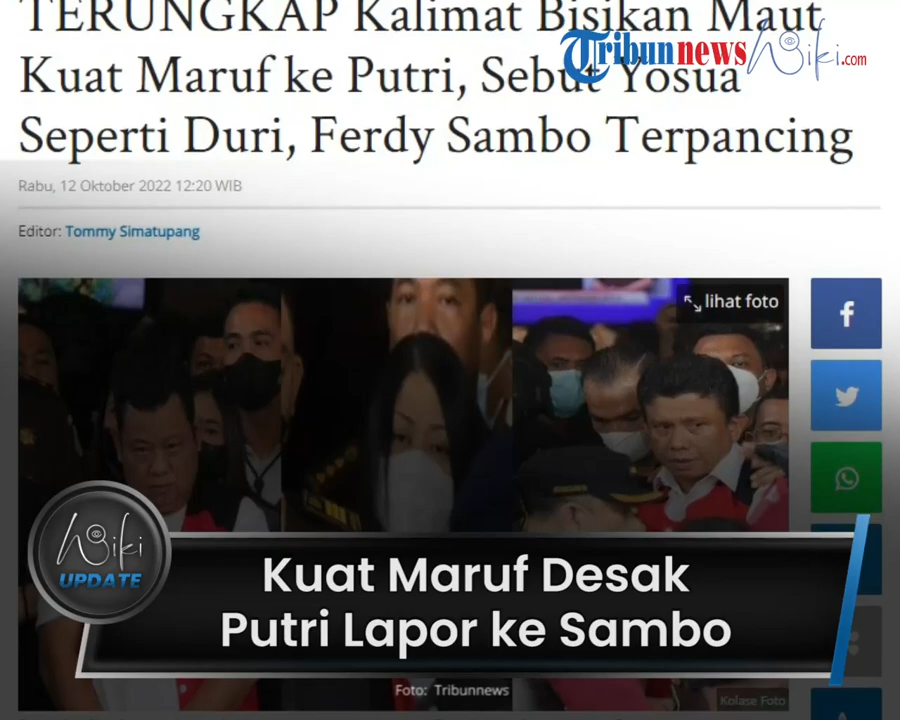 TERUNGKAP Kalimat Bisikan Maut
Tribunnews Wiki.com
Kuat Maruf ke Putri, Sebut Yosua
Seperti Duri, Ferdy Sambo Terpancing
Rabu, 12 Oktober 2022 12:20 WIB
Editor: Tommy Simatupang
lihat foto
Wiki
UPDATE
Kuat Maruf Desak
Putri Lapor ke Sambo
Foto: Tribunnews
Kolase Foto